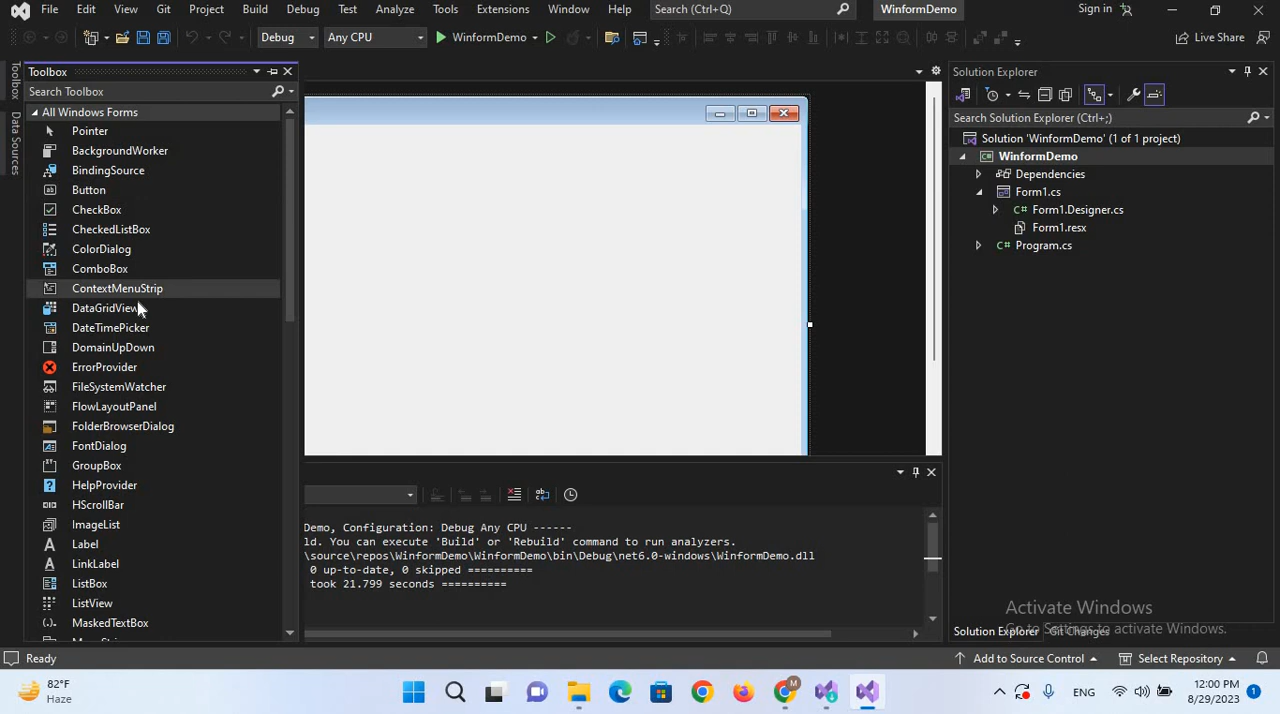 File Edit View Git Project Build Debug Test Analyze Tools Extensions Window Help Search (Ctrl+Q) WinformDemo Sign in
Debug Any CPU WinformDemo Live Share
Toolbox
Data Sources
Toolbox
Search Toolbox
All Windows Forms
Pointer
BackgroundWorker
BindingSource
Button
CheckBox
CheckedListBox
ColorDialog
ComboBox
ContextMenuStrip
DataGridView
DateTimePicker
DomainUpDown
ErrorProvider
FileSystemWatcher
FlowLayoutPanel
FolderBrowserDialog
FontDialog
GroupBox
HelpProvider
HScrollBar
ImageList
Label
LinkLabel
ListBox
ListView
MaskedTextBox
Demo, Configuration: Debug Any CPU ------
ld. You can execute 'Build' or 'Rebuild' command to run analyzers.
\source\repos\WinformDemo\WinformDemo\bin\Debug\net6.0-windows\WinformDemo.dll
0 up-to-date, 0 skipped ==========
took 21.799 seconds ==========
Solution Explorer
Search Solution Explorer (Ctrl+;)
Solution 'WinformDemo' (1 of 1 project)
WinformDemo
Dependencies
Form1.cs
Form1.Designer.cs
Form1.resx
Program.cs
Activate Windows
Go to Settings to activate Windows.
Solution Explorer Git Changes
Ready Add to Source Control Select Repository
82°F
Haze
M
ENG
12:00 PM
8/29/2023
1